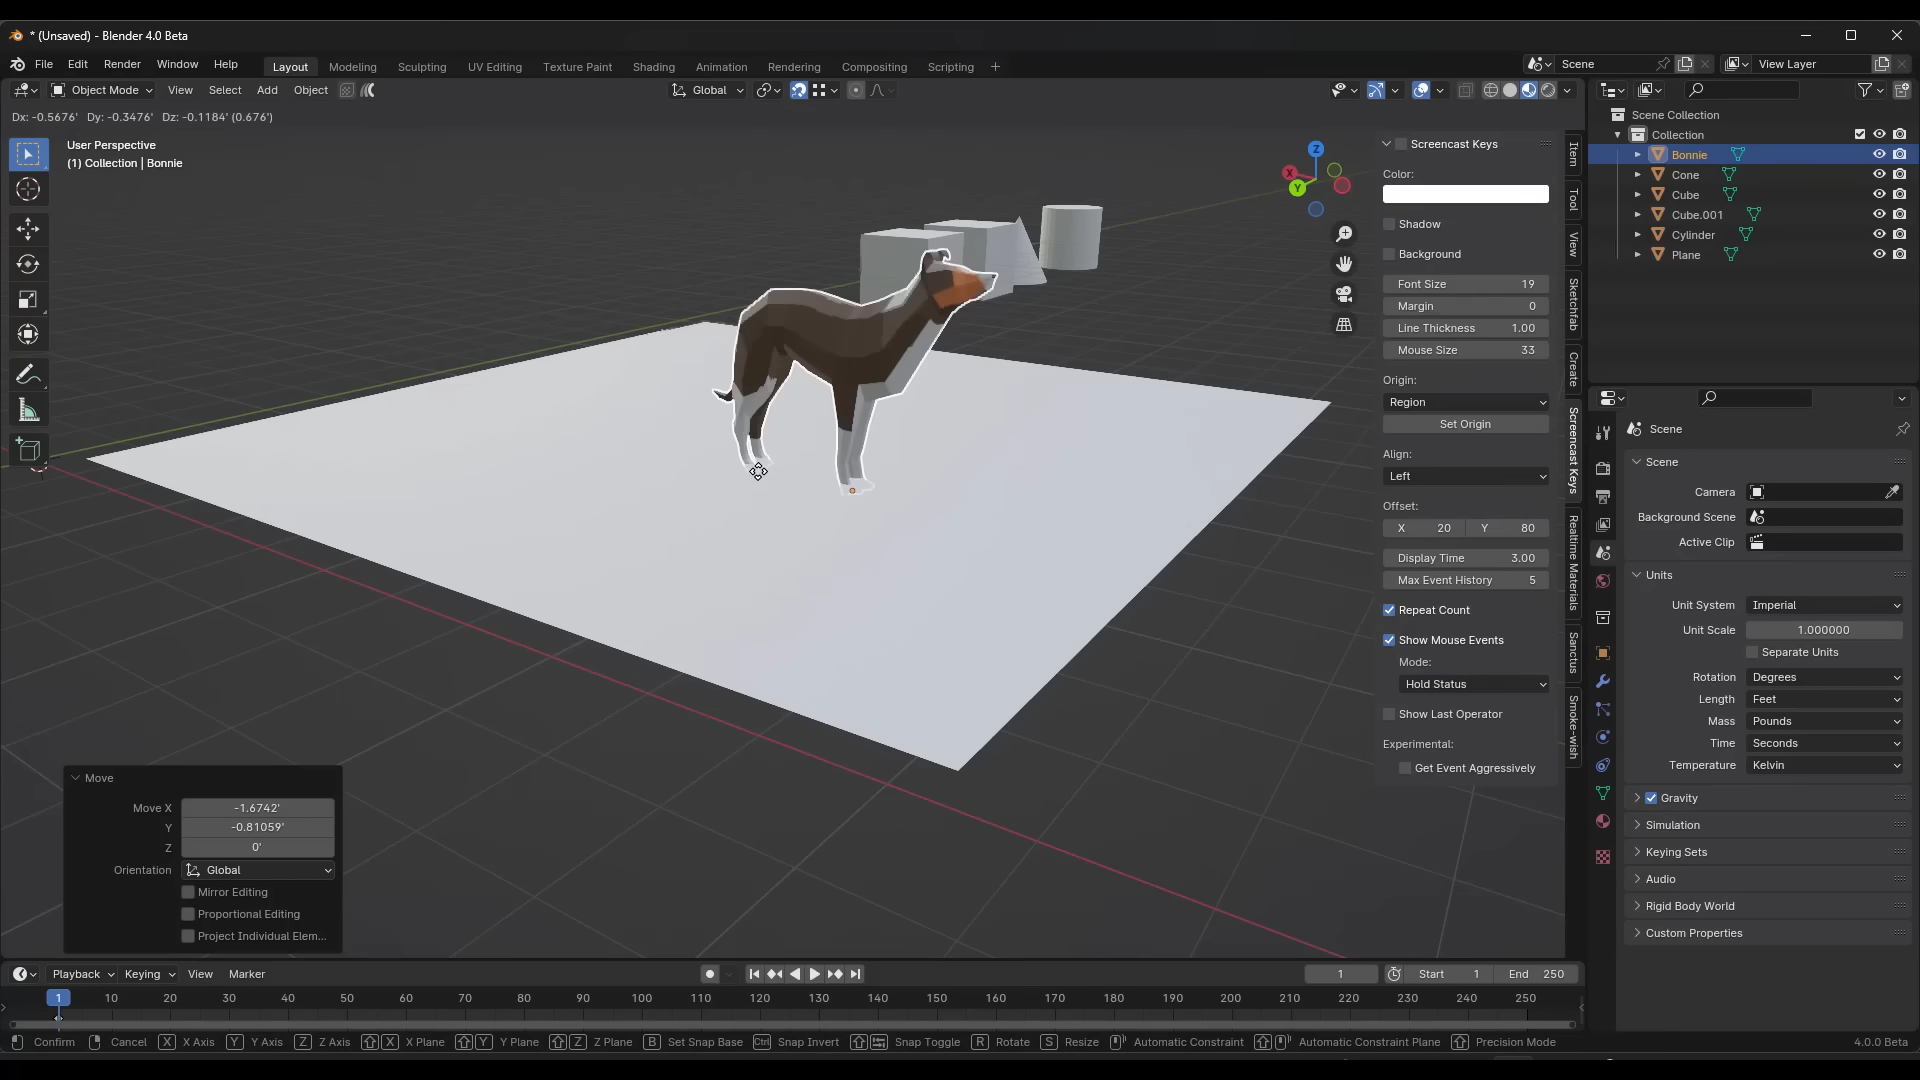 * (Unsaved) - Blender 4.0 Beta
File Edit Render Window Help
Layout Modeling Sculpting UV Editing Texture Paint Shading Animation Rendering Compositing Scripting +
Scene
View Layer
Object Mode View Select Add Object
Global
Dx: -0.5676' Dy: -0.3476' Dz: -0.1184' (0.676')
User Perspective
(1) Collection | Bonnie
Z
X
Y
Screencast Keys
Color:
Shadow
Background
Font Size 19
Margin 0
Line Thickness 1.00
Mouse Size 33
Origin:
Region
Set Origin
Align:
Left
Offset:
X 20 Y 80
Display Time 3.00
Max Event History 5
Repeat Count
Show Mouse Events
Mode:
Hold Status
Show Last Operator
Experimental:
Get Event Aggressively
Item
Tool
View
Sketchfab
Create
Screencast Keys
Realtime Materials
Sanctus
Smoke-wish
Scene Collection
Collection
Bonnie
Cone
Cube
Cube.001
Cylinder
Plane
Scene
Scene
Camera
Background Scene
Active Clip
Units
Unit System Imperial
Unit Scale 1.000000
Separate Units
Rotation Degrees
Length Feet
Mass Pounds
Time Seconds
Temperature Kelvin
Gravity
Simulation
Keying Sets
Audio
Rigid Body World
Custom Properties
Move
Move X -1.6742'
Y -0.81059'
Z 0'
Orientation Global
Mirror Editing
Proportional Editing
Project Individual Elem...
Playback Keying View Marker
1 Start 1 End 250
1 10 20 30 40 50 60 70 80 90 100 110 120 130 140 150 160 170 180 190 200 210 220 230 240 250
Confirm Cancel X X Axis Y Y Axis Z Z Axis X X Plane Y Y Plane Z Z Plane B Set Snap Base Ctrl Snap Invert Snap Toggle R Rotate S Resize Automatic Constraint Automatic Constraint Plane Precision Mode 4.0.0 Beta